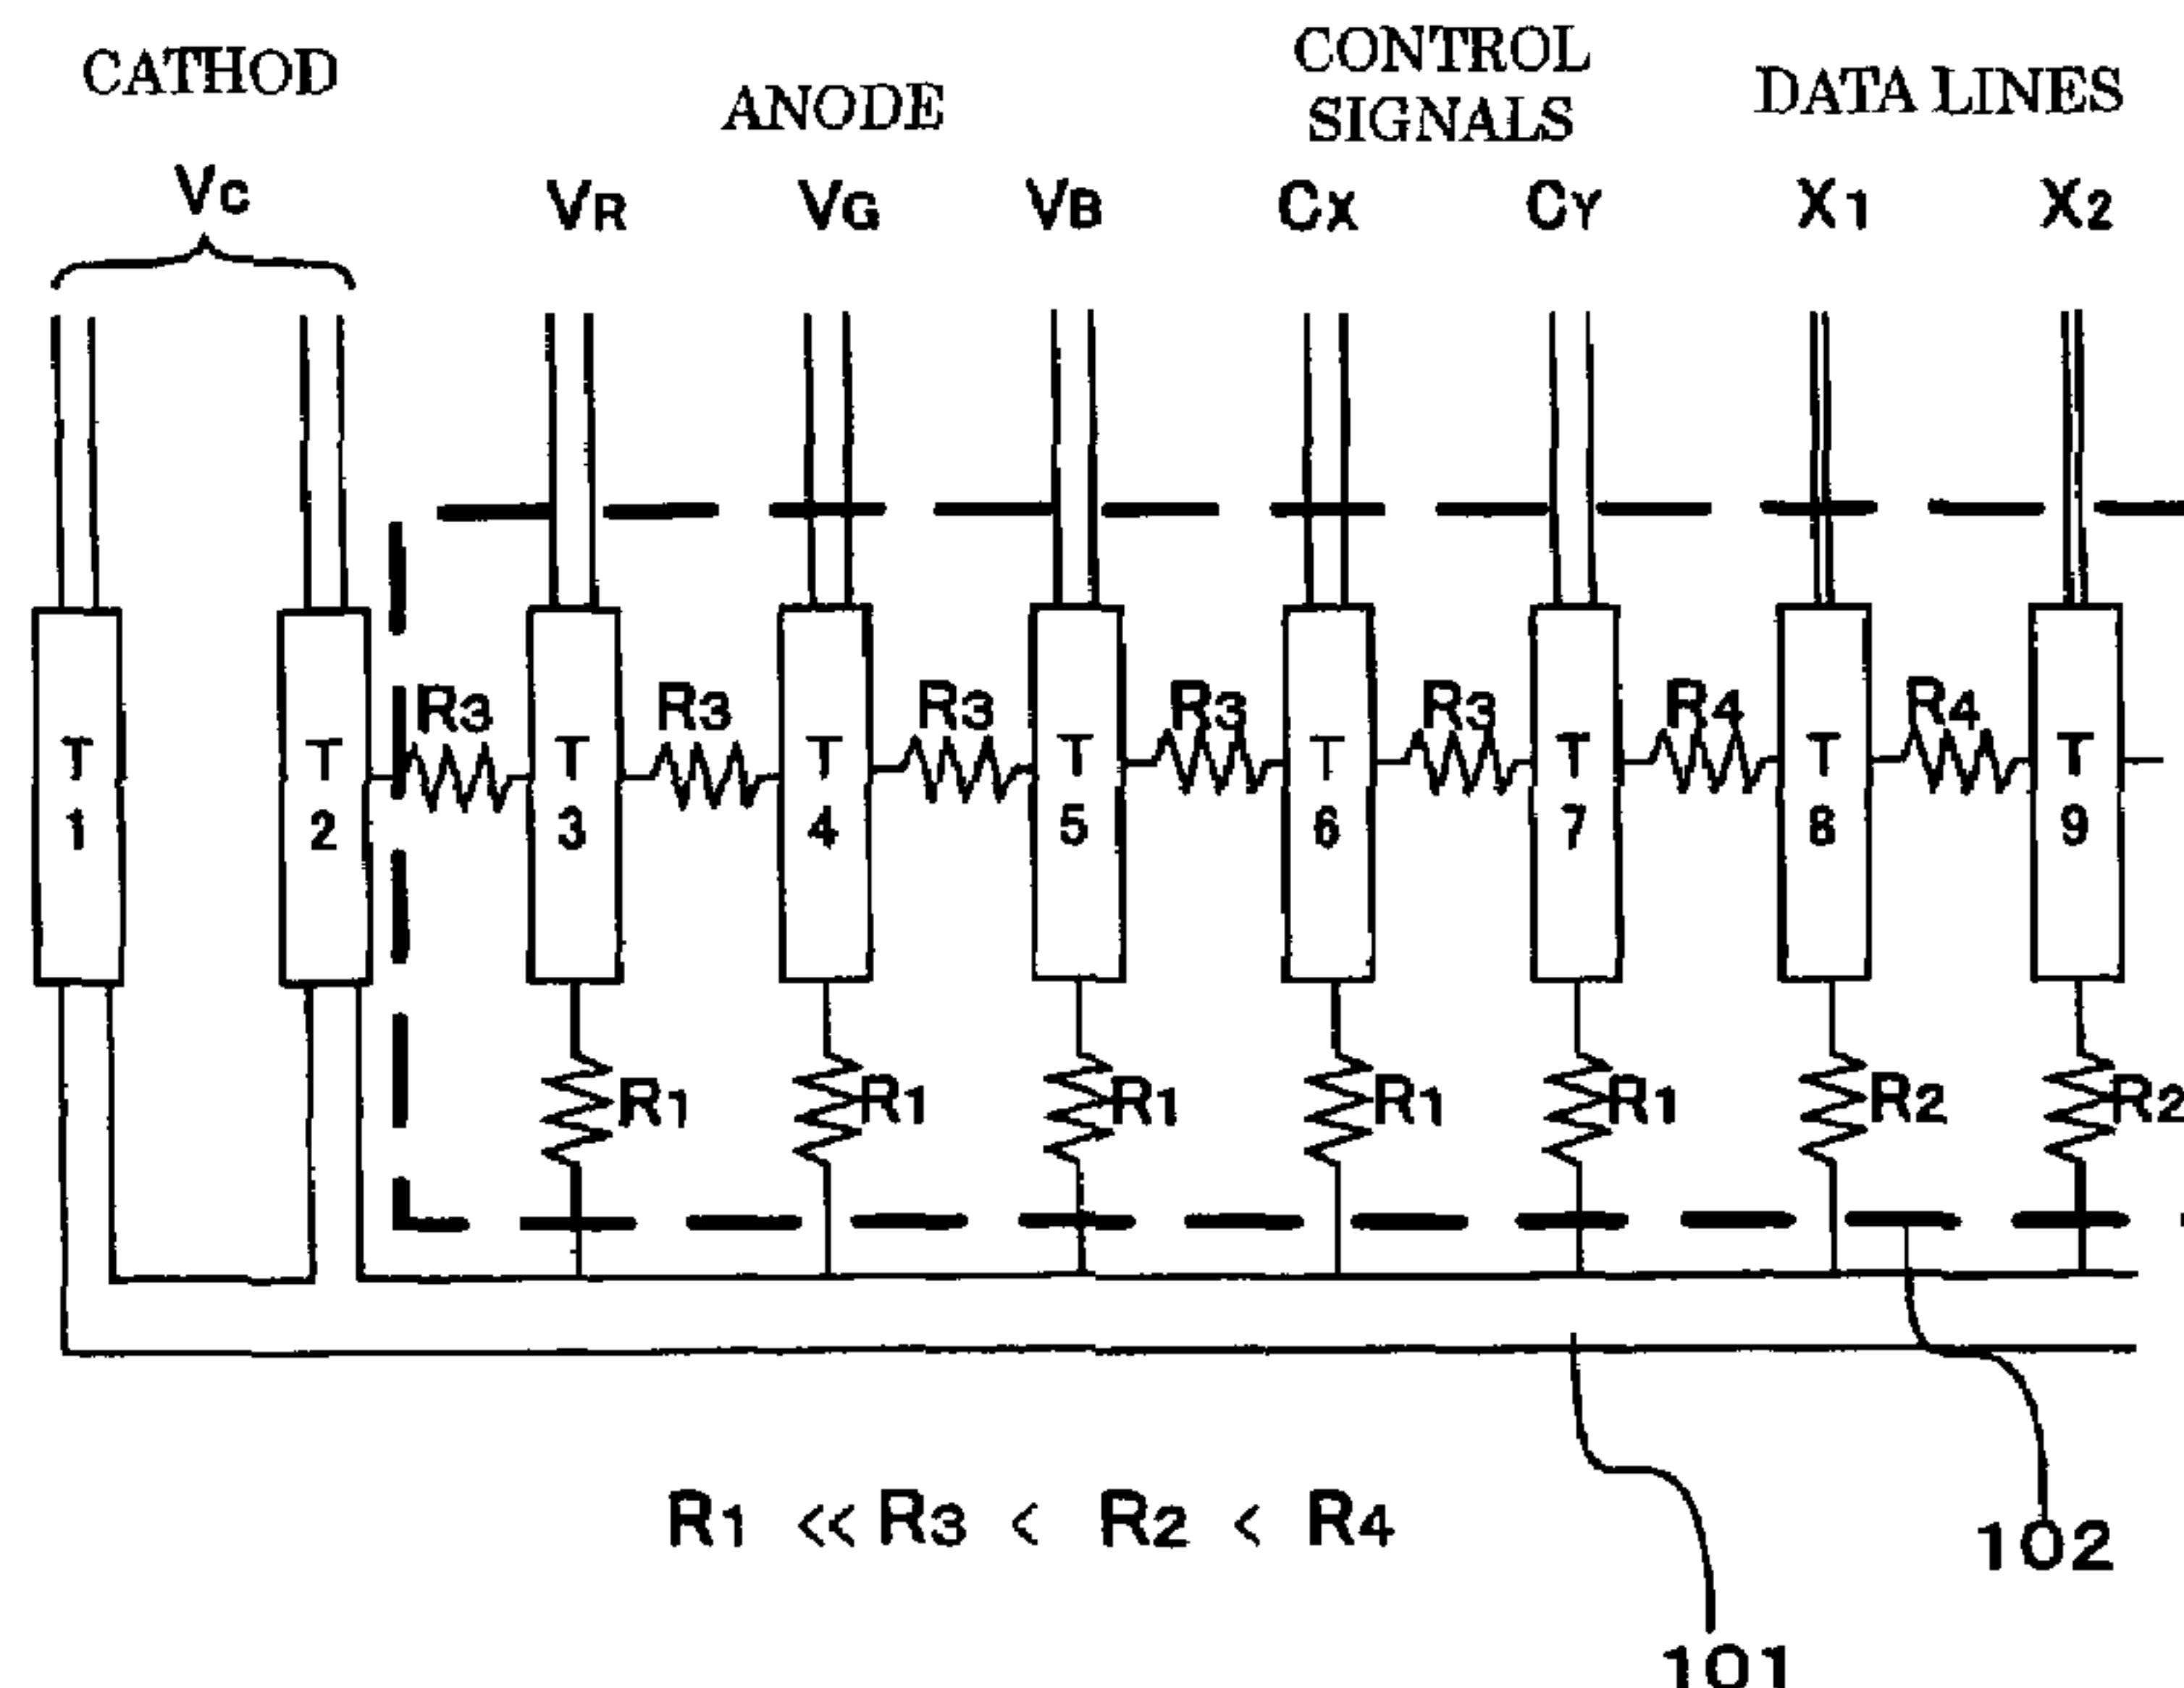 CATHOD
ANODE
CONTROL
SIGNALS
DATA LINES
VC
VR
VG
VB
CX
CY
X1
X2
R3
R3
R3
R3
R3
R4
R4
T
1
T
2
T
3
T
4
T
5
T
6
T
7
T
8
T
9
R1
R1
R1
R1
R1
R2
R2
R1 << R3 < R2 < R4
102
101